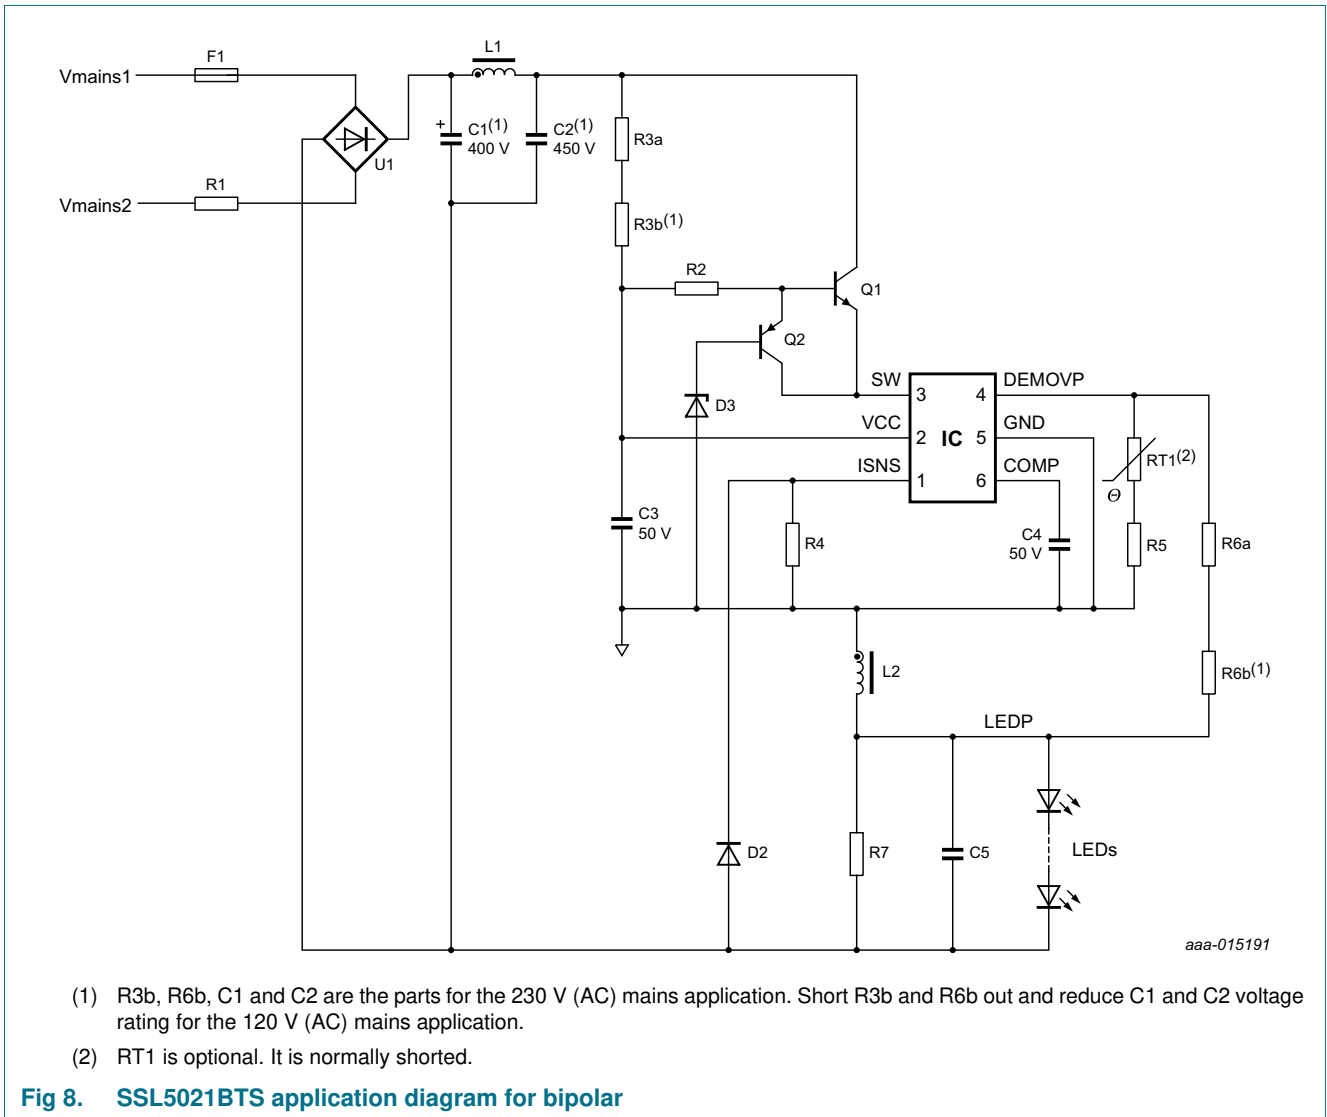 L1
F1
Vmains1
+
C1(1)
400 V
C2(1)
450 V
R3a
U1
R1
Vmains2
R3b(1)
R2
Q1
Q2
SW
DEMOVP
3
4
D3
VCC
GND
2
IC
5
RT1(2)
ISNS
COMP
1
6
Θ
C3
50 V
R4
C4
50 V
R5
R6a
L2
R6b(1)
LEDP
D2
R7
C5
LEDs
aaa-015191
(1) R3b, R6b, C1 and C2 are the parts for the 230 V (AC) mains application. Short R3b and R6b out and reduce C1 and C2 voltage
rating for the 120 V (AC) mains application.
(2) RT1 is optional. It is normally shorted.
Fig 8. SSL5021BTS application diagram for bipolar